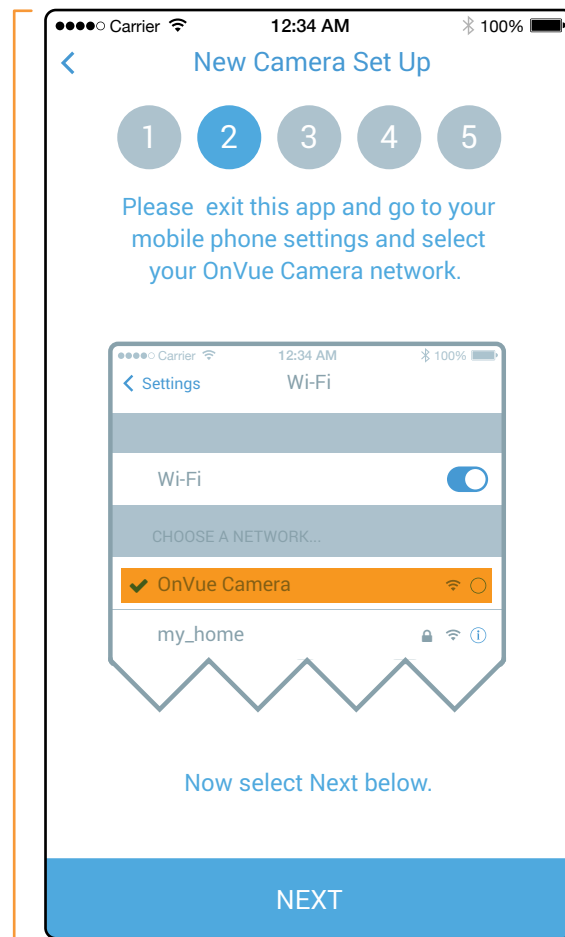 Carrier 12:34 AM 100%
New Camera Set Up
1 2 3 4 5
Please exit this app and go to your
mobile phone settings and select
your OnVue Camera network.
Carrier 12:34 AM 100%
Settings Wi-Fi
Wi-Fi
CHOOSE A NETWORK...
OnVue Camera
my_home
Now select Next below.
NEXT